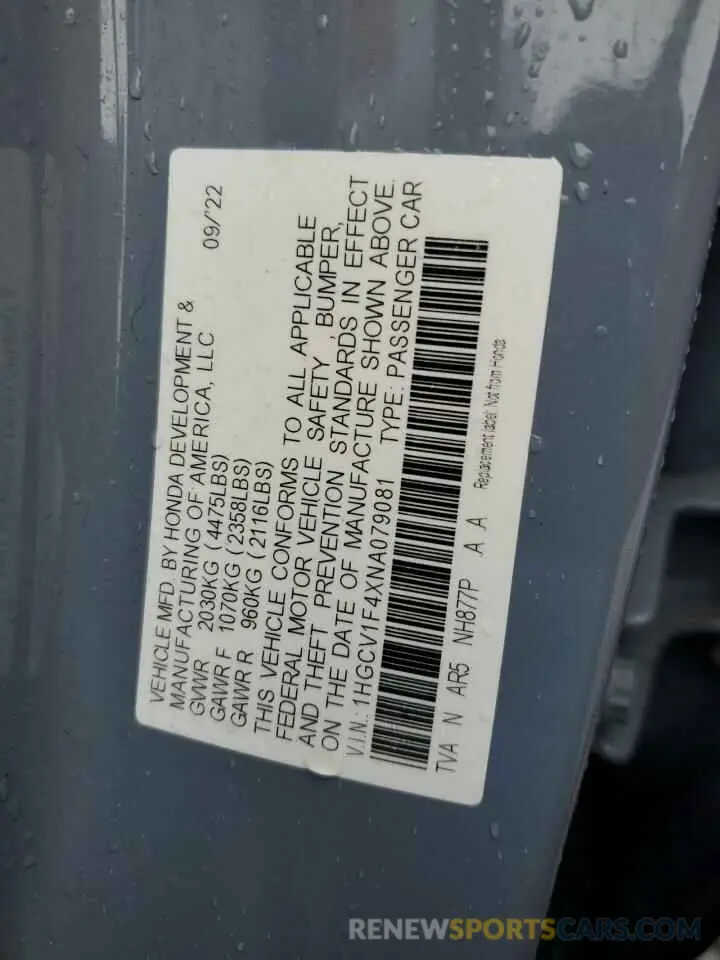 VEHICLE MFD. BY HONDA DEVELOPMENT &
MANUFACTURING OF AMERICA, LLC 09/'22
GVWR 2030KG (4475LBS)
GAWR F 1070KG (2358LBS)
GAWR R 960KG (2116LBS)
THIS VEHICLE CONFORMS TO ALL APPLICABLE
FEDERAL MOTOR VEHICLE SAFETY, BUMPER,
AND THEFT PREVENTION STANDARDS IN EFFECT
ON THE DATE OF MANUFACTURE SHOWN ABOVE.
V.I.N.: 1HGCV1F4XNA079081 TYPE: PASSENGER CAR
TVA N AR5 NH877P A A Replacement label: Not from Honda
RENEWSPORTSCARS.COM